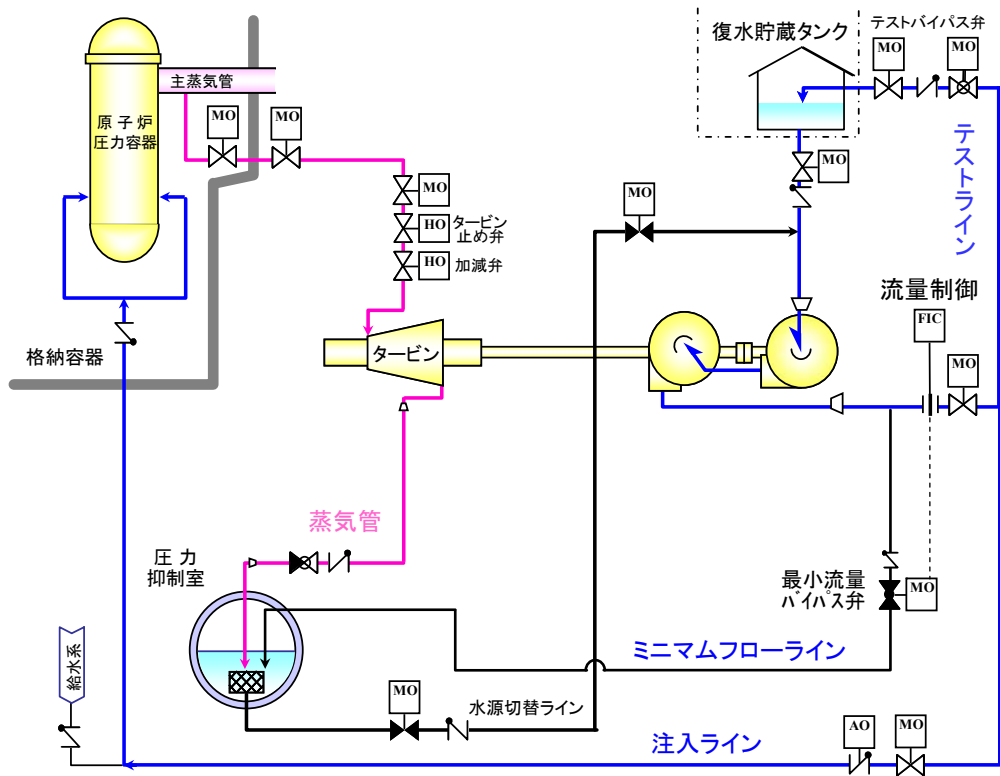 復水貯蔵タンク
テストバイパス弁
MO
MO
主蒸気管
原子炉
圧力容器
MO
MO
MO
MO
HO
タービン
止め弁
HO
加減弁
MO
テストライン
流量制御
FIC
MO
格納容器
タービン
蒸気管
圧力
抑制室
最小流量
バイパス弁
MO
ミニマムフローライン
給水系
MO
水源切替ライン
注入ライン
AO
MO